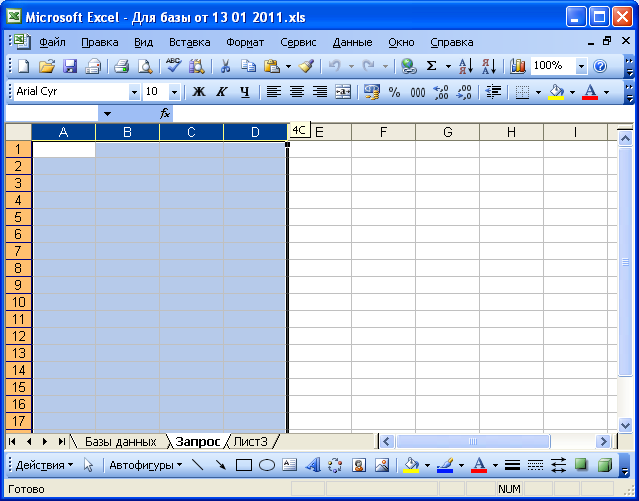 Microsoft Excel - Для базы от 13 01 2011.xls
Файл Правка Вид Вставка Формат Сервис Данные Окно Справка
100%
Arial Cyr 10 Ж К Ч
fx
A B C D 4C E F G H I
1
2
3
4
5
6
7
8
9
10
11
12
13
14
15
16
17
Базы данных Запрос Лист3
Действия Автофигуры
Готово NUM